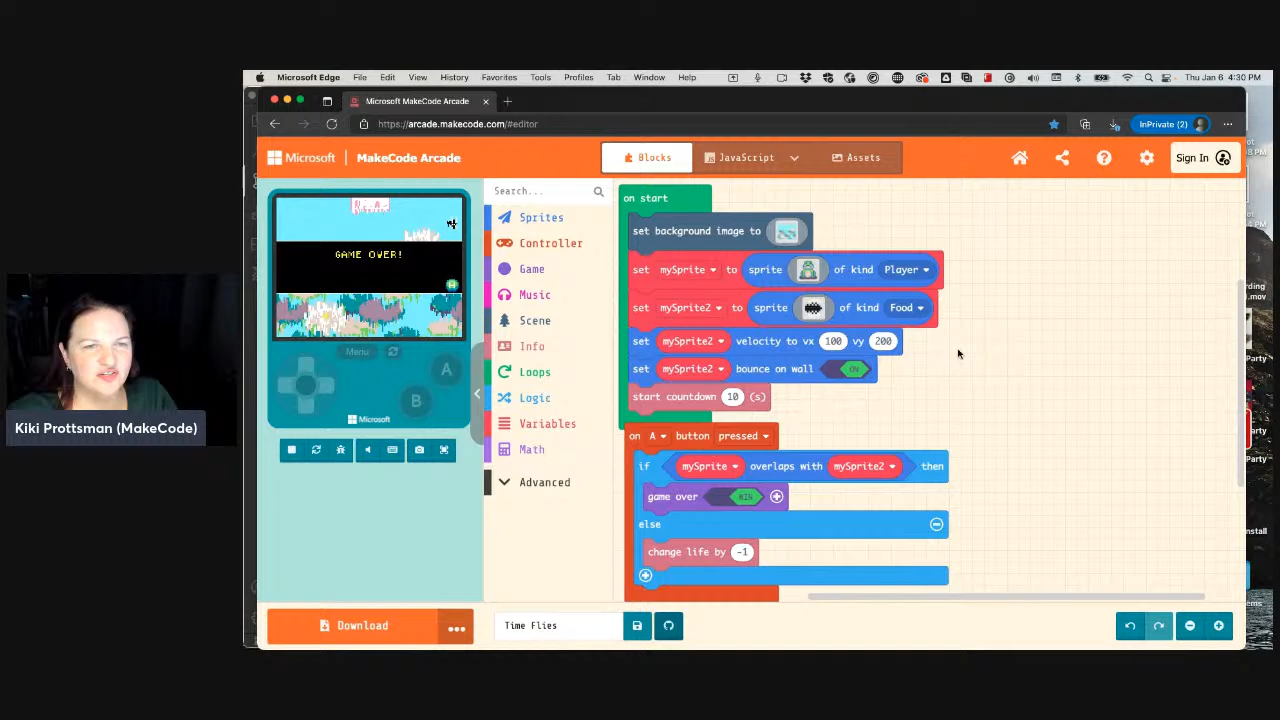 Microsoft Edge File Edit View History Favorites Tools Profiles Tab Window Help Thu Jan 6 4:30 PM
Microsoft MakeCode Arcade
https://arcade.makecode.com/#editor
InPrivate (2)
Microsoft MakeCode Arcade
Blocks JavaScript Assets
Sign In
GAME OVER!
Menu
A
B
Microsoft
Search...
Sprites
Controller
Game
Music
Scene
Info
Loops
Logic
Variables
Math
Advanced
on start
set background image to
set mySprite to sprite of kind Player
set mySprite2 to sprite of kind Food
set mySprite2 velocity to vx 100 vy 200
set mySprite2 bounce on wall ON
start countdown 10 (s)
on A button pressed
if mySprite overlaps with mySprite2 then
game over WIN
else
change life by -1
Kiki Prottsman (MakeCode)
Download
Time Flies